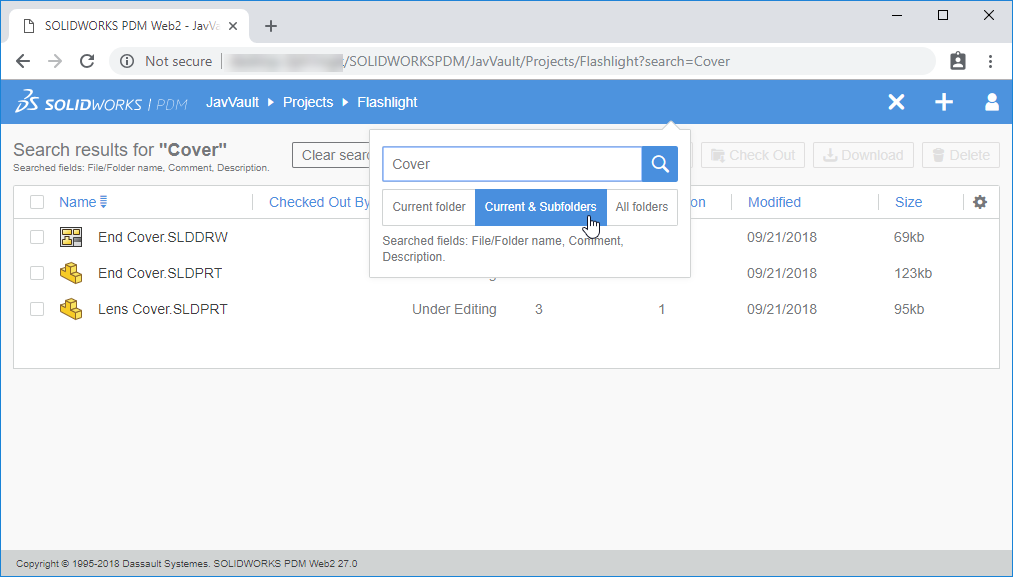 SOLIDWORKS PDM Web2 - JavVa
Not secure /SOLIDWORKSPDM/JavVault/Projects/Flashlight?search=Cover
SOLIDWORKS | PDM JavVault Projects Flashlight
Search results for "Cover"
Searched fields: File/Folder name, Comment, Description.
Clear sear
Check Out Download Delete
Cover
Current folder Current & Subfolders All folders
Searched fields: File/Folder name, Comment,
Description.
Name Checked Out By on Modified Size
End Cover.SLDDRW 09/21/2018 69kb
End Cover.SLDPRT 09/21/2018 123kb
Lens Cover.SLDPRT Under Editing 3 1 09/21/2018 95kb
Copyright © 1995-2018 Dassault Systemes. SOLIDWORKS PDM Web2 27.0